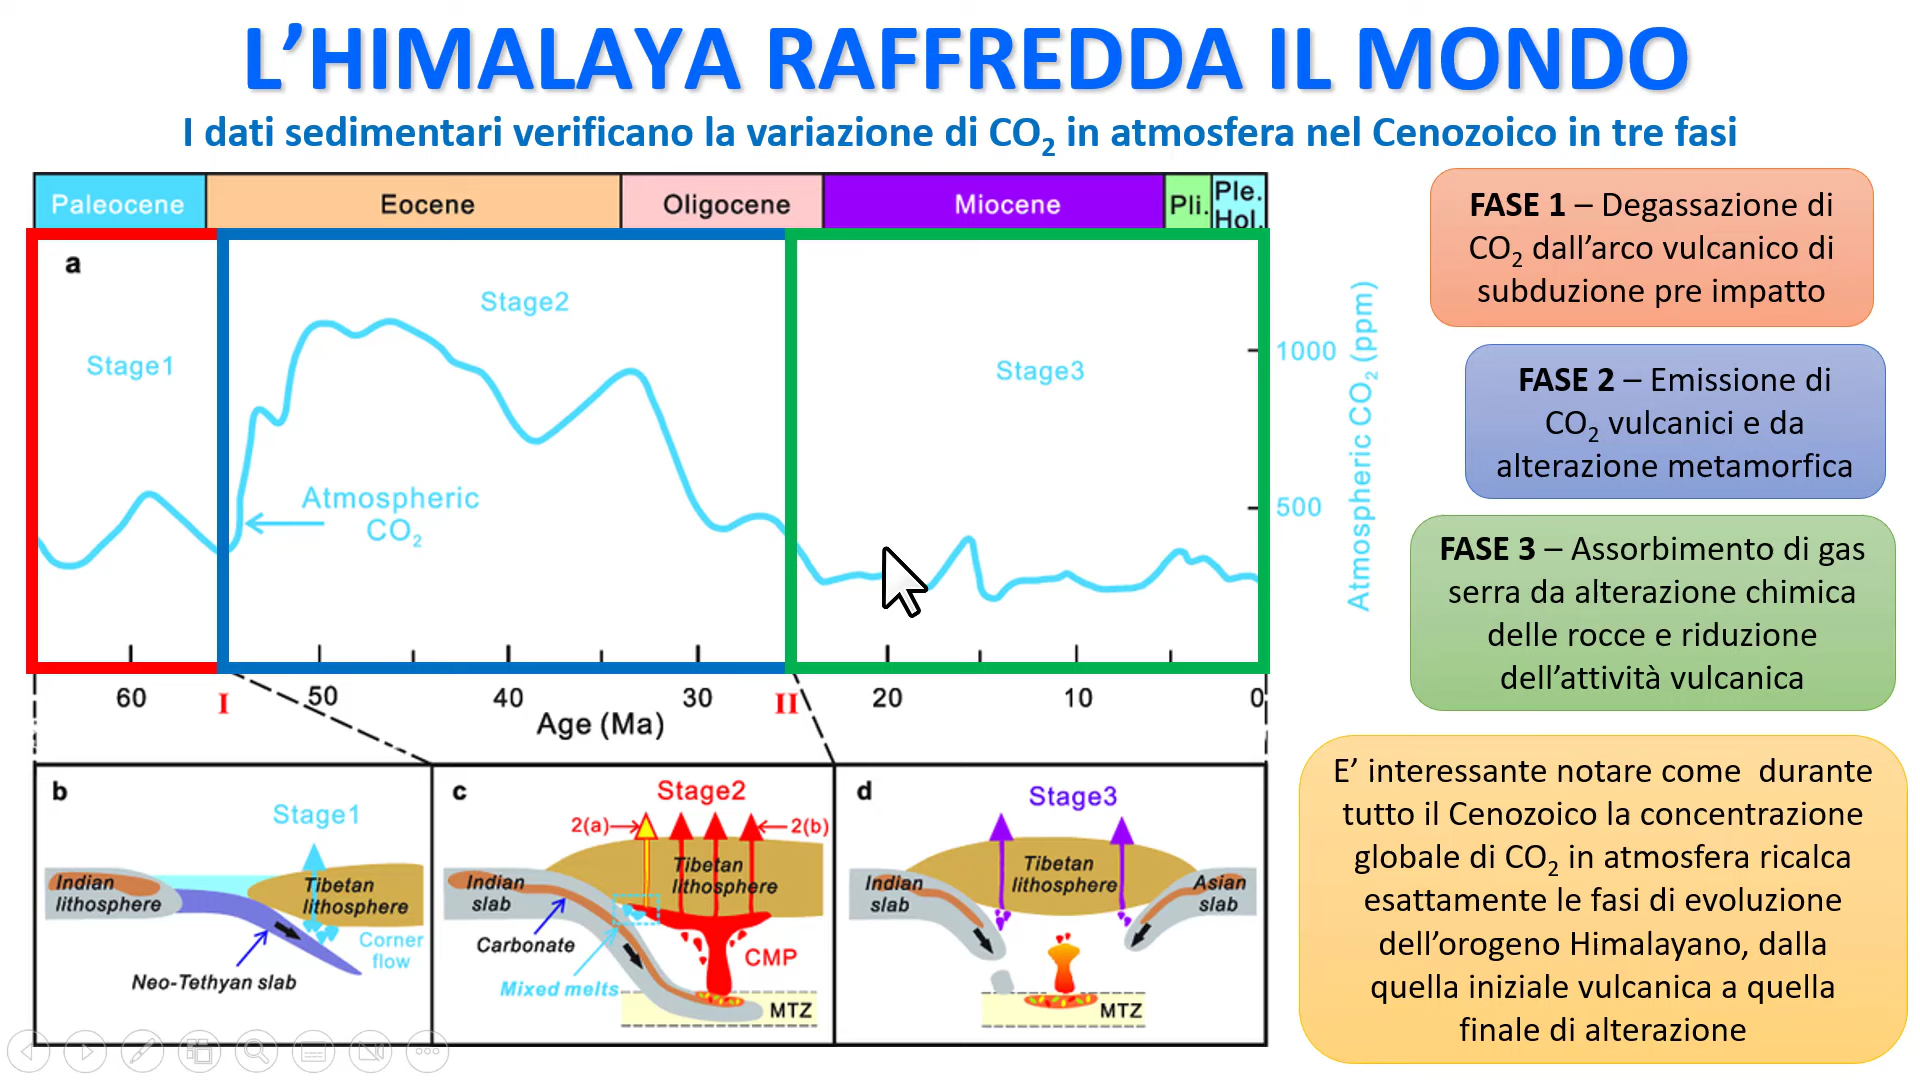 L’HIMALAYA RAFFREDDA IL MONDO
I dati sedimentari verificano la variazione di CO₂ in atmosfera nel Cenozoico in tre fasi
Paleocene
Eocene
Oligocene
Miocene
Pli.
Ple.
Hol.
a
Stage1
Stage2
Stage3
Atmospheric
CO₂
1000
500
Atmospheric CO₂ (ppm)
60
I
50
40
30
II
20
10
0
Age (Ma)
b
Stage1
Indian
lithosphere
Tibetan
lithosphere
Corner
flow
Neo-Tethyan slab
c
Stage2
2(a)
2(b)
Tibetan
lithosphere
Indian
slab
Carbonate
CMP
Mixed melts
MTZ
d
Stage3
Tibetan
lithosphere
Indian
slab
Asian
slab
MTZ
FASE 1 – Degassazione di
CO₂ dall’arco vulcanico di
subduzione pre impatto
FASE 2 – Emissione di
CO₂ vulcanici e da
alterazione metamorfica
FASE 3 – Assorbimento di gas
serra da alterazione chimica
delle rocce e riduzione
dell’attività vulcanica
E’ interessante notare come  durante
tutto il Cenozoico la concentrazione
globale di CO₂ in atmosfera ricalca
esattamente le fasi di evoluzione
dell’orogeno Himalayano, dalla
quella iniziale vulcanica a quella
finale di alterazione